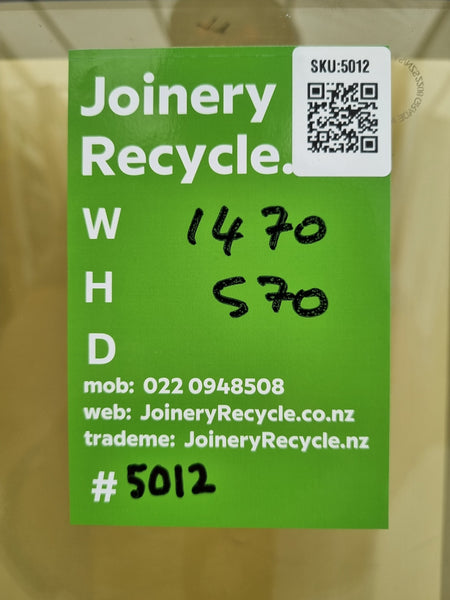 SKU:5012
Joinery
Recycle.
W 1470
H 570
D
mob: 022 0948508
web: JoineryRecycle.co.nz
trademe: JoineryRecycle.nz
# 5012